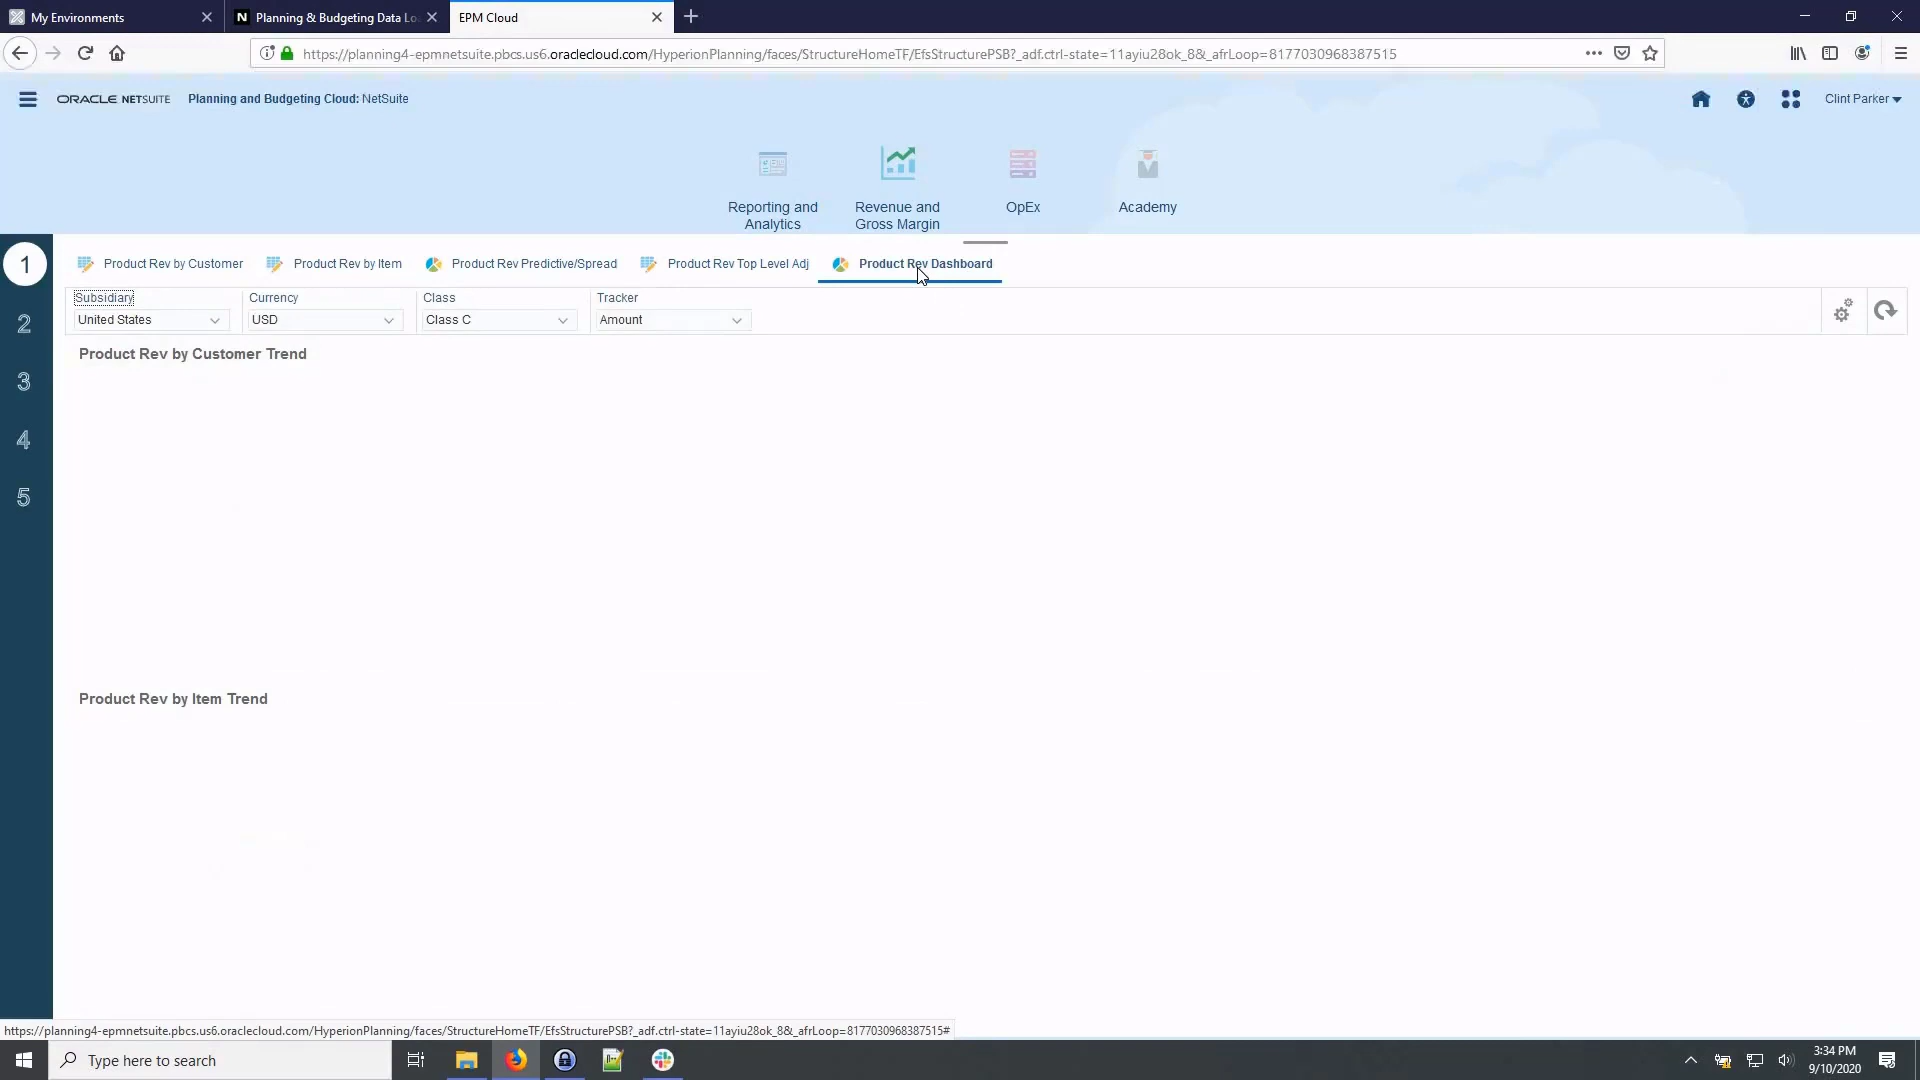 My Environments
N Planning & Budgeting Data Lo
EPM Cloud
https://planning4-epmnetsuite.pbcs.us6.oraclecloud.com/HyperionPlanning/faces/StructureHomeTF/EfsStructurePSB?_adf.ctrl-state=11ayiu28ok_8&_afrLoop=8177030968387515
ORACLE NETSUITE Planning and Budgeting Cloud: NetSuite
Clint Parker
Reporting and
Analytics
Revenue and
Gross Margin
OpEx
Academy
1
2
3
4
5
Product Rev by Customer
Product Rev by Item
Product Rev Predictive/Spread
Product Rev Top Level Adj
Product Rev Dashboard
Subsidiary
Currency
Class
Tracker
United States
USD
Class C
Amount
Product Rev by Customer Trend
Product Rev by Item Trend
https://planning4-epmnetsuite.pbcs.us6.oraclecloud.com/HyperionPlanning/faces/StructureHomeTF/EfsStructurePSB?_adf.ctrl-state=11ayiu28ok_8&_afrLoop=8177030968387515#
Type here to search
3:34 PM
9/10/2020